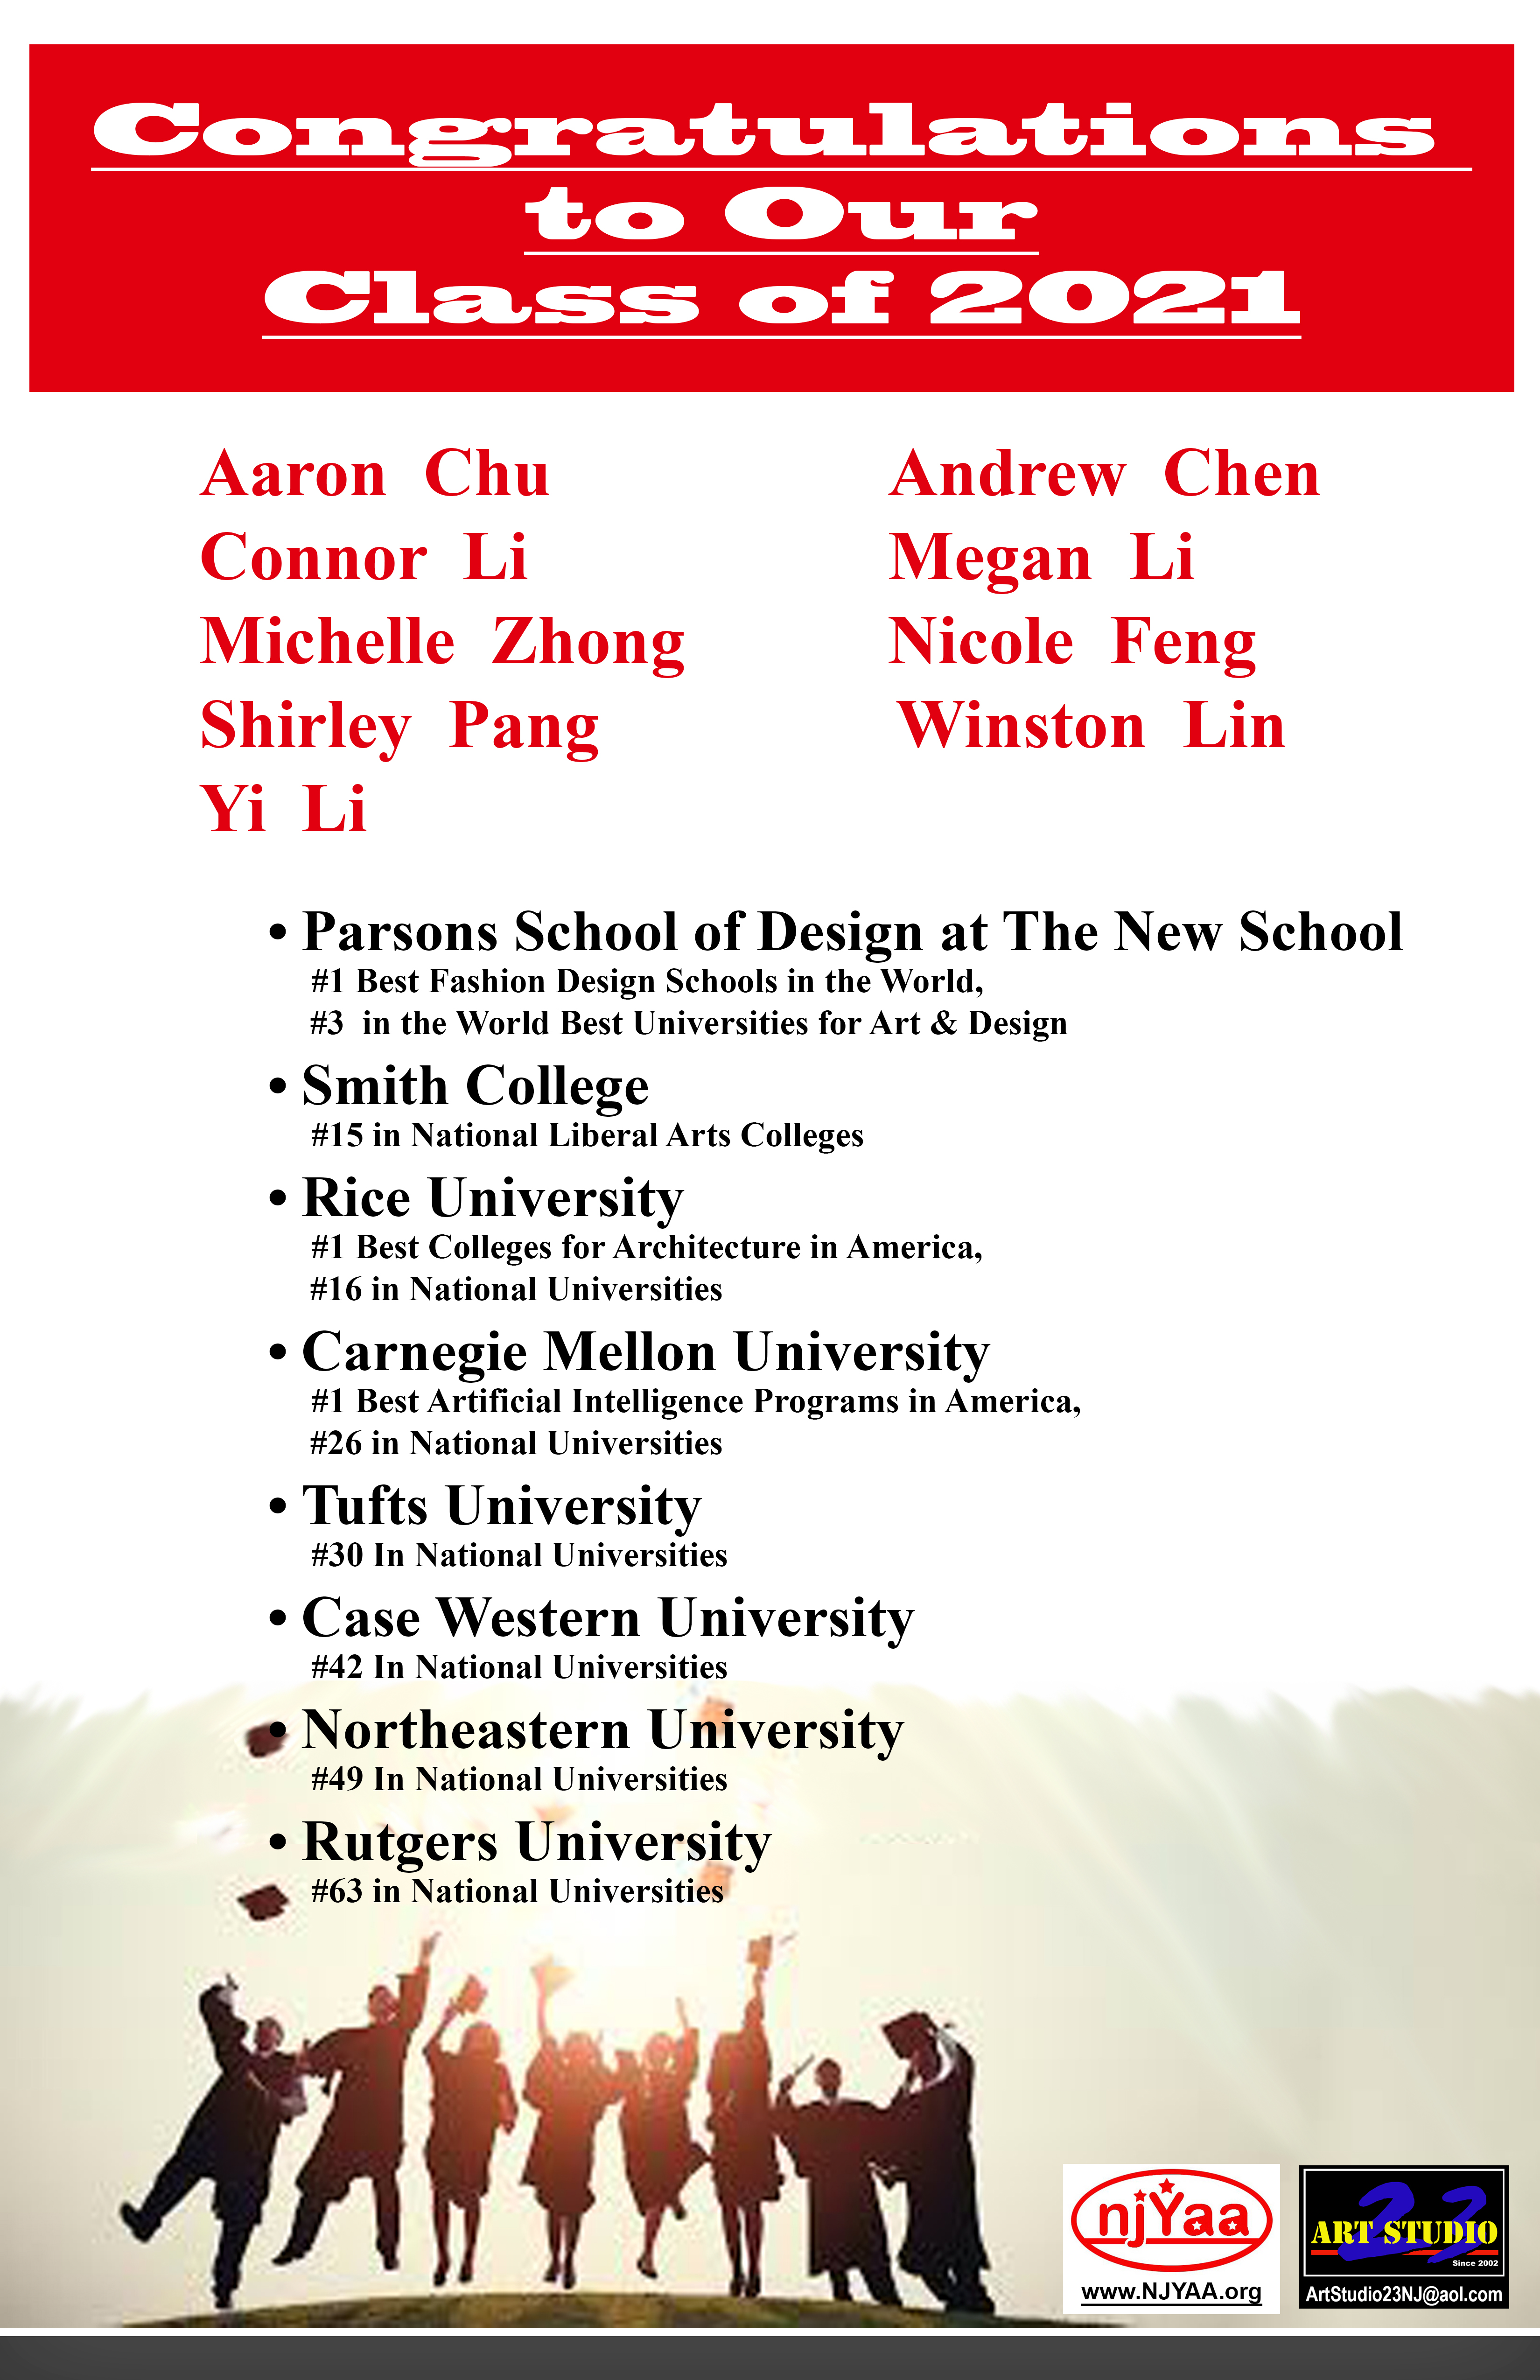 Congratulations
to Our
Class of 2021
Aaron Chu
Andrew Chen
Connor Li
Megan Li
Michelle Zhong
Nicole Feng
Shirley Pang
Winston Lin
Yi Li
• Parsons School of Design at The New School
#1 Best Fashion Design Schools in the World,
#3 in the World Best Universities for Art & Design
• Smith College
#15 in National Liberal Arts Colleges
• Rice University
#1 Best Colleges for Architecture in America,
#16 in National Universities
• Carnegie Mellon University
#1 Best Artificial Intelligence Programs in America,
#26 in National Universities
• Tufts University
#30 In National Universities
• Case Western University
#42 In National Universities
• Northeastern University
#49 In National Universities
• Rutgers University
#63 in National Universities
njYaa
www.NJYAA.org
23
ART STUDIO
Since 2002
ArtStudio23NJ@aol.com